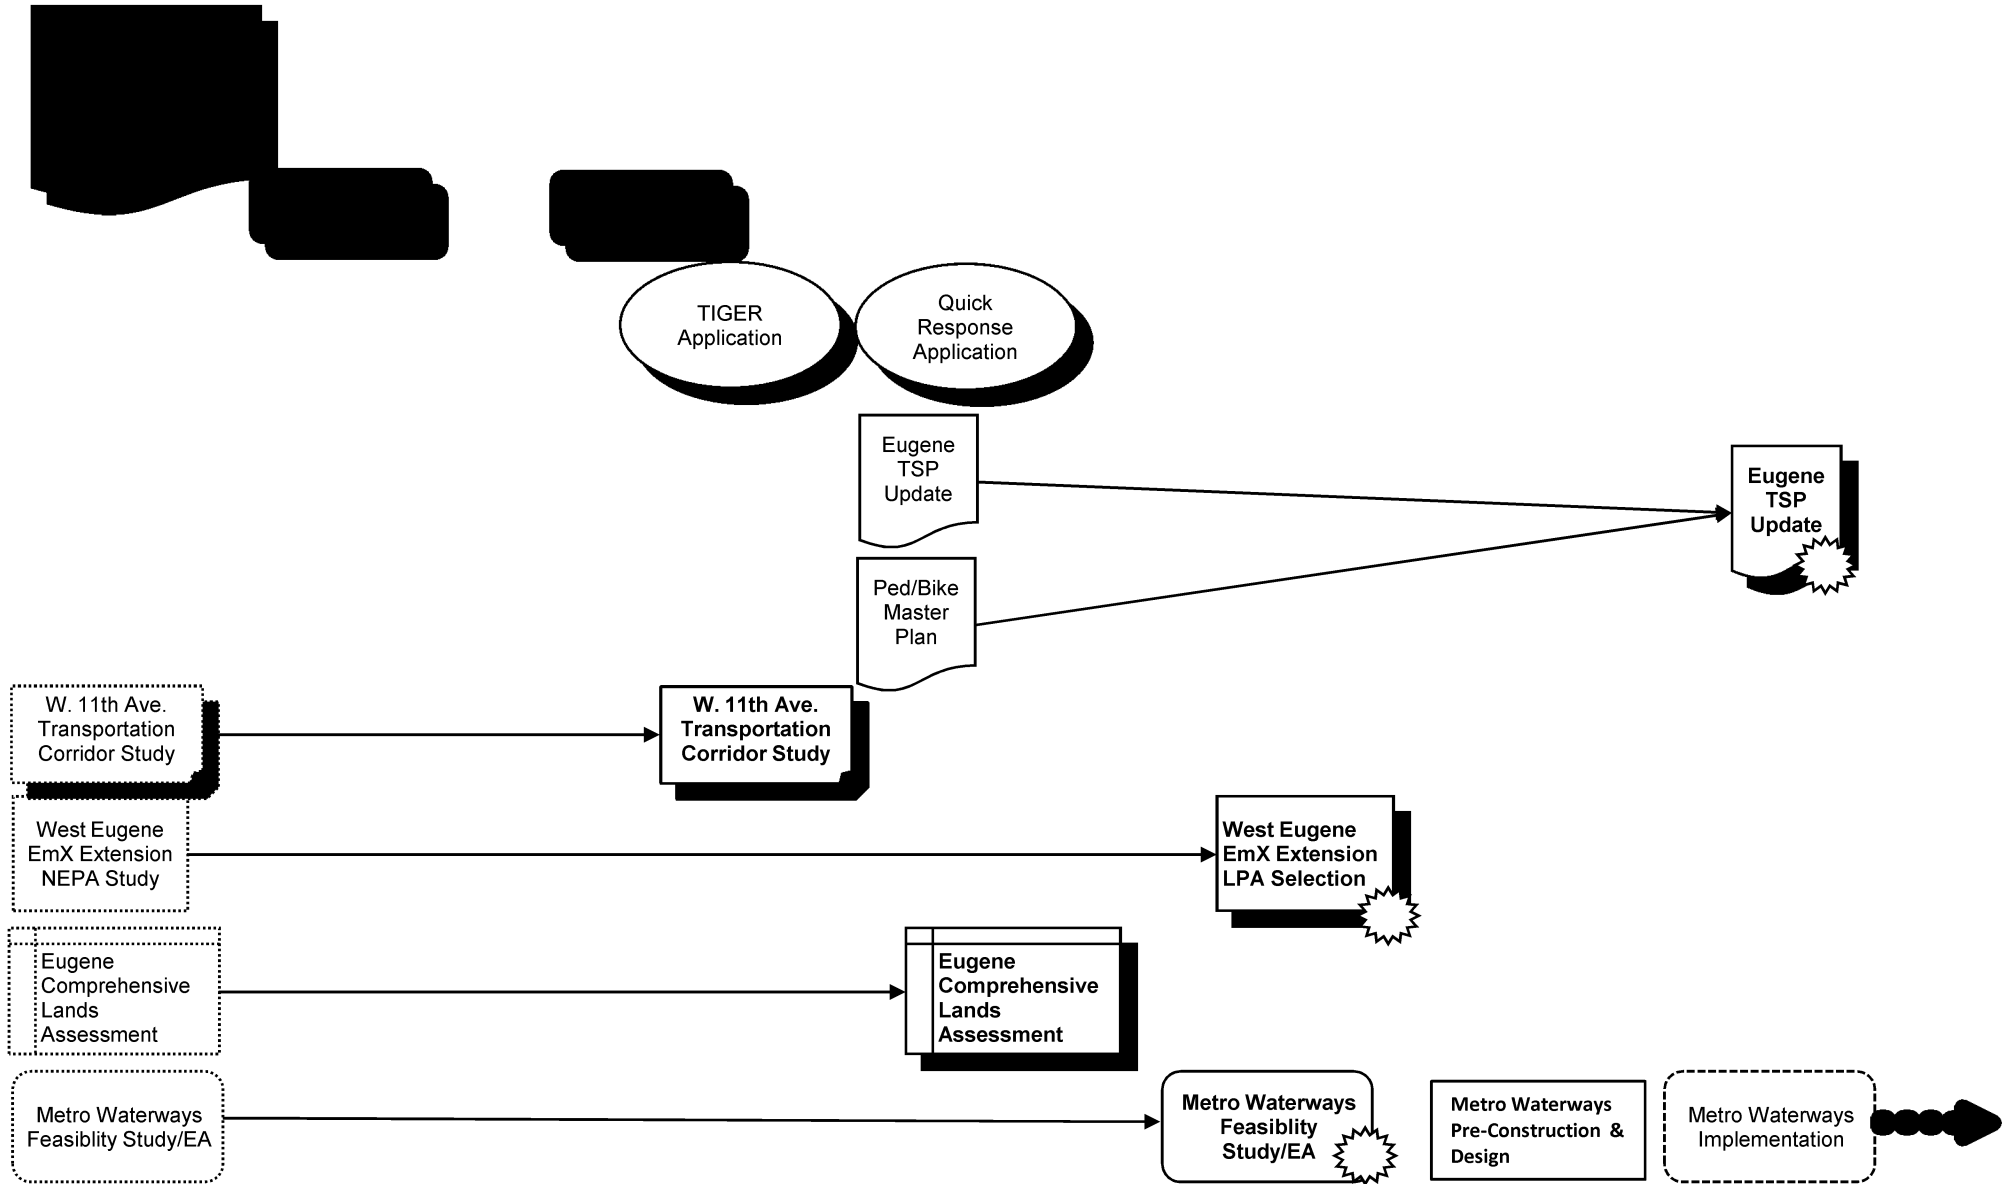 TIGER
Application
Quick
Response
Application
Eugene
TSP
Update
Eugene
TSP
Update
Ped/Bike
Master
Plan
W. 11th Ave.
Transportation
Corridor Study
W. 11th Ave.
Transportation
Corridor Study
West Eugene
EmX Extension
NEPA Study
West Eugene
EmX Extension
LPA Selection
Eugene
Comprehensive
Lands
Assessment
Eugene
Comprehensive
Lands
Assessment
Metro Waterways
Feasiblity Study/EA
Metro Waterways
Feasiblity
Study/EA
Metro Waterways
Pre-Construction &
Design
Metro Waterways
Implementation